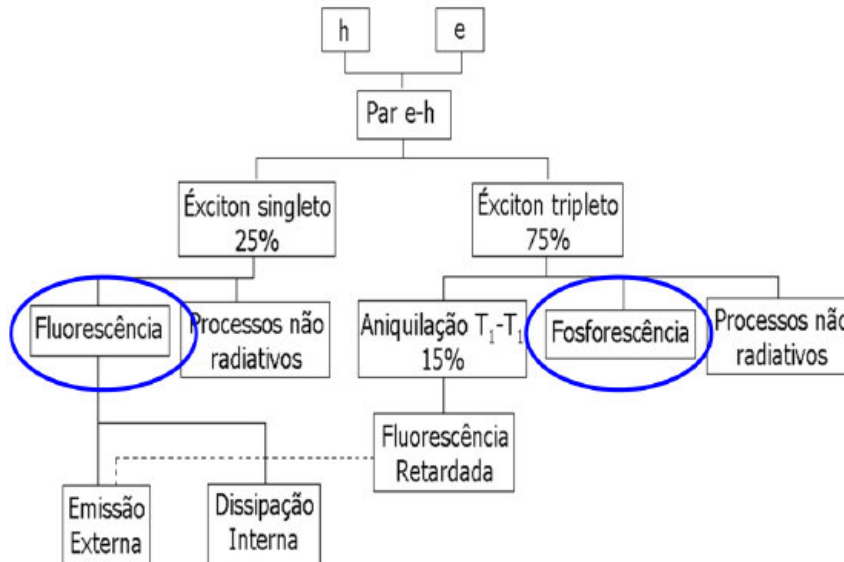 h
e
Par e-h
Éxciton singleto
25%
Éxciton tripleto
75%
Fluorescência
Processos não
radiativos
Aniquilação T₁-T₁
15%
Fosforescência
Processos não
radiativos
Fluorescência
Retardada
Emissão
Externa
Dissipação
Interna